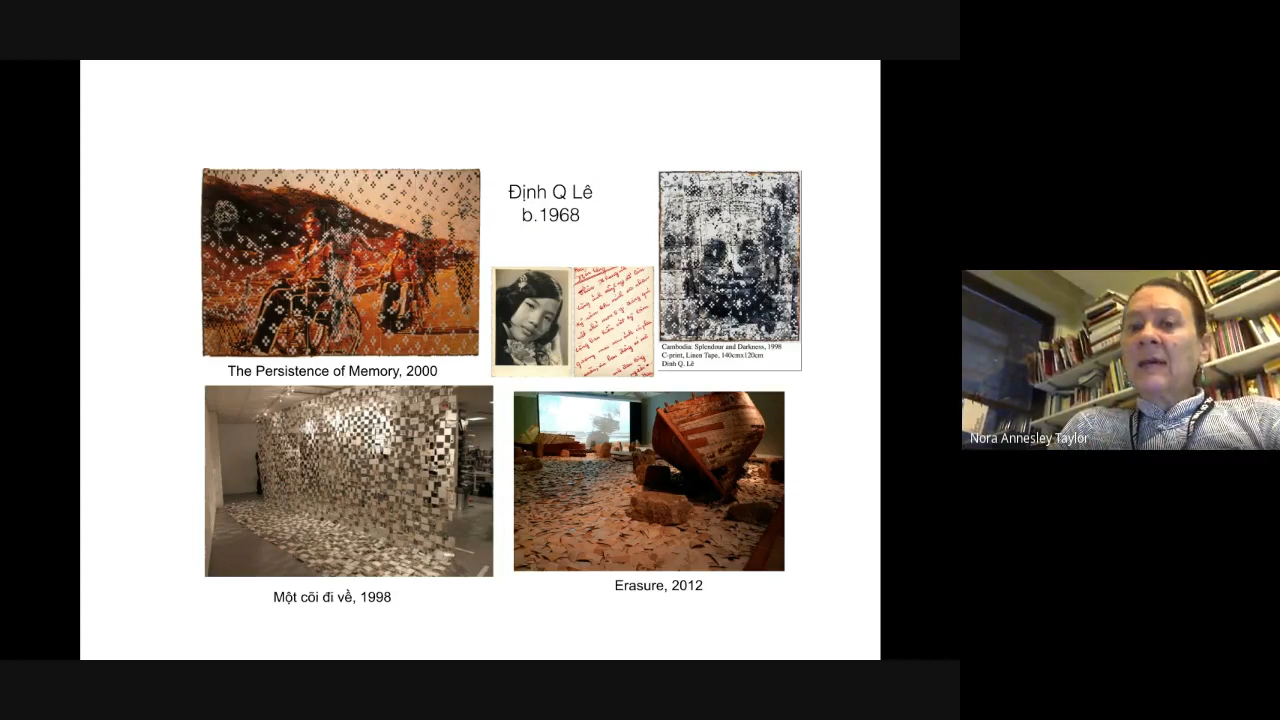 Định Q Lê
b.1968
Cambodia: Splendour and Darkness, 1998
C-print, Linen Tape, 140cmx120cm
Dinh Q. Lê
The Persistence of Memory, 2000
Nora Annesley Taylor
Erasure, 2012
Một cõi đi về, 1998